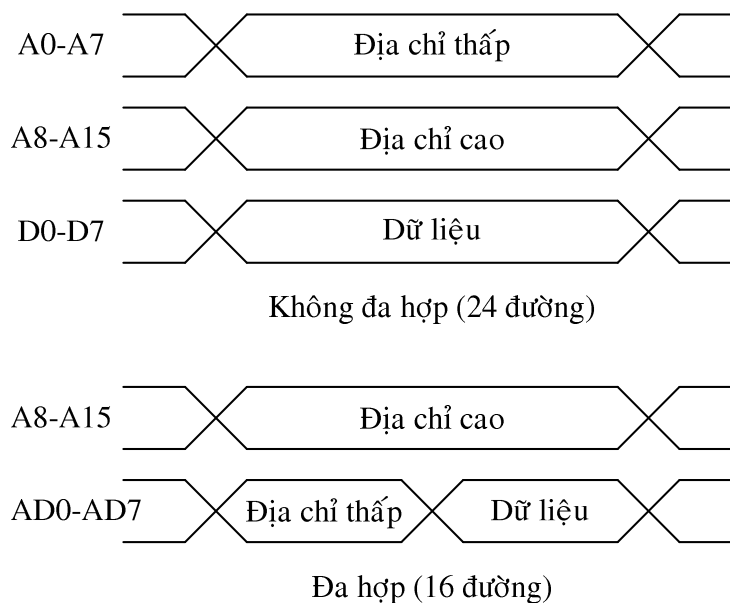 A0-A7 Địa chỉ thấp
A8-A15 Địa chỉ cao
D0-D7 Dữ liệu
Không đa hợp (24 đường)
A8-A15 Địa chỉ cao
AD0-AD7 Địa chỉ thấp Dữ liệu
Đa hợp (16 đường)